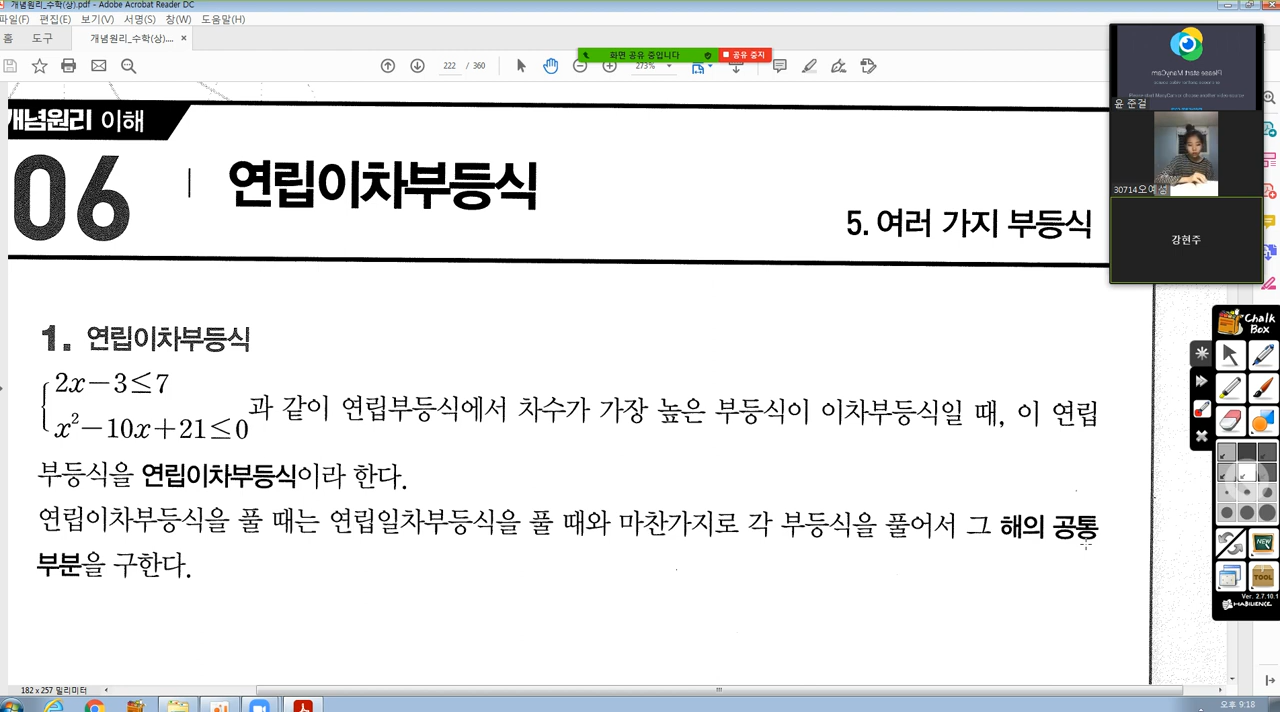 개념원리_수학(상).pdf - Adobe Acrobat Reader DC
파일(F) 편집(E) 보기(V) 서명(S) 창(W) 도움말(H)
홈 도구 개념원리_수학(상).... ×
222 / 360
화면 공유 중입니다 공유 중지
273%
개념원리 이해
06 연립이차부등식
5. 여러 가지 부등식
1. 연립이차부등식
2x-3≤7
x²-10x+21≤0
과 같이 연립부등식에서 차수가 가장 높은 부등식이 이차부등식일 때, 이 연립
부등식을 연립이차부등식이라 한다.
연립이차부등식을 풀 때는 연립일차부등식을 풀 때와 마찬가지로 각 부등식을 풀어서 그 해의 공통
부분을 구한다.
윤 준걸
30714오예성
강현주
Chalk
Box
NEW
TOOL
Ver. 2.7.10.1
HABILIENCE
182 x 257 밀리미터
오후 9:18